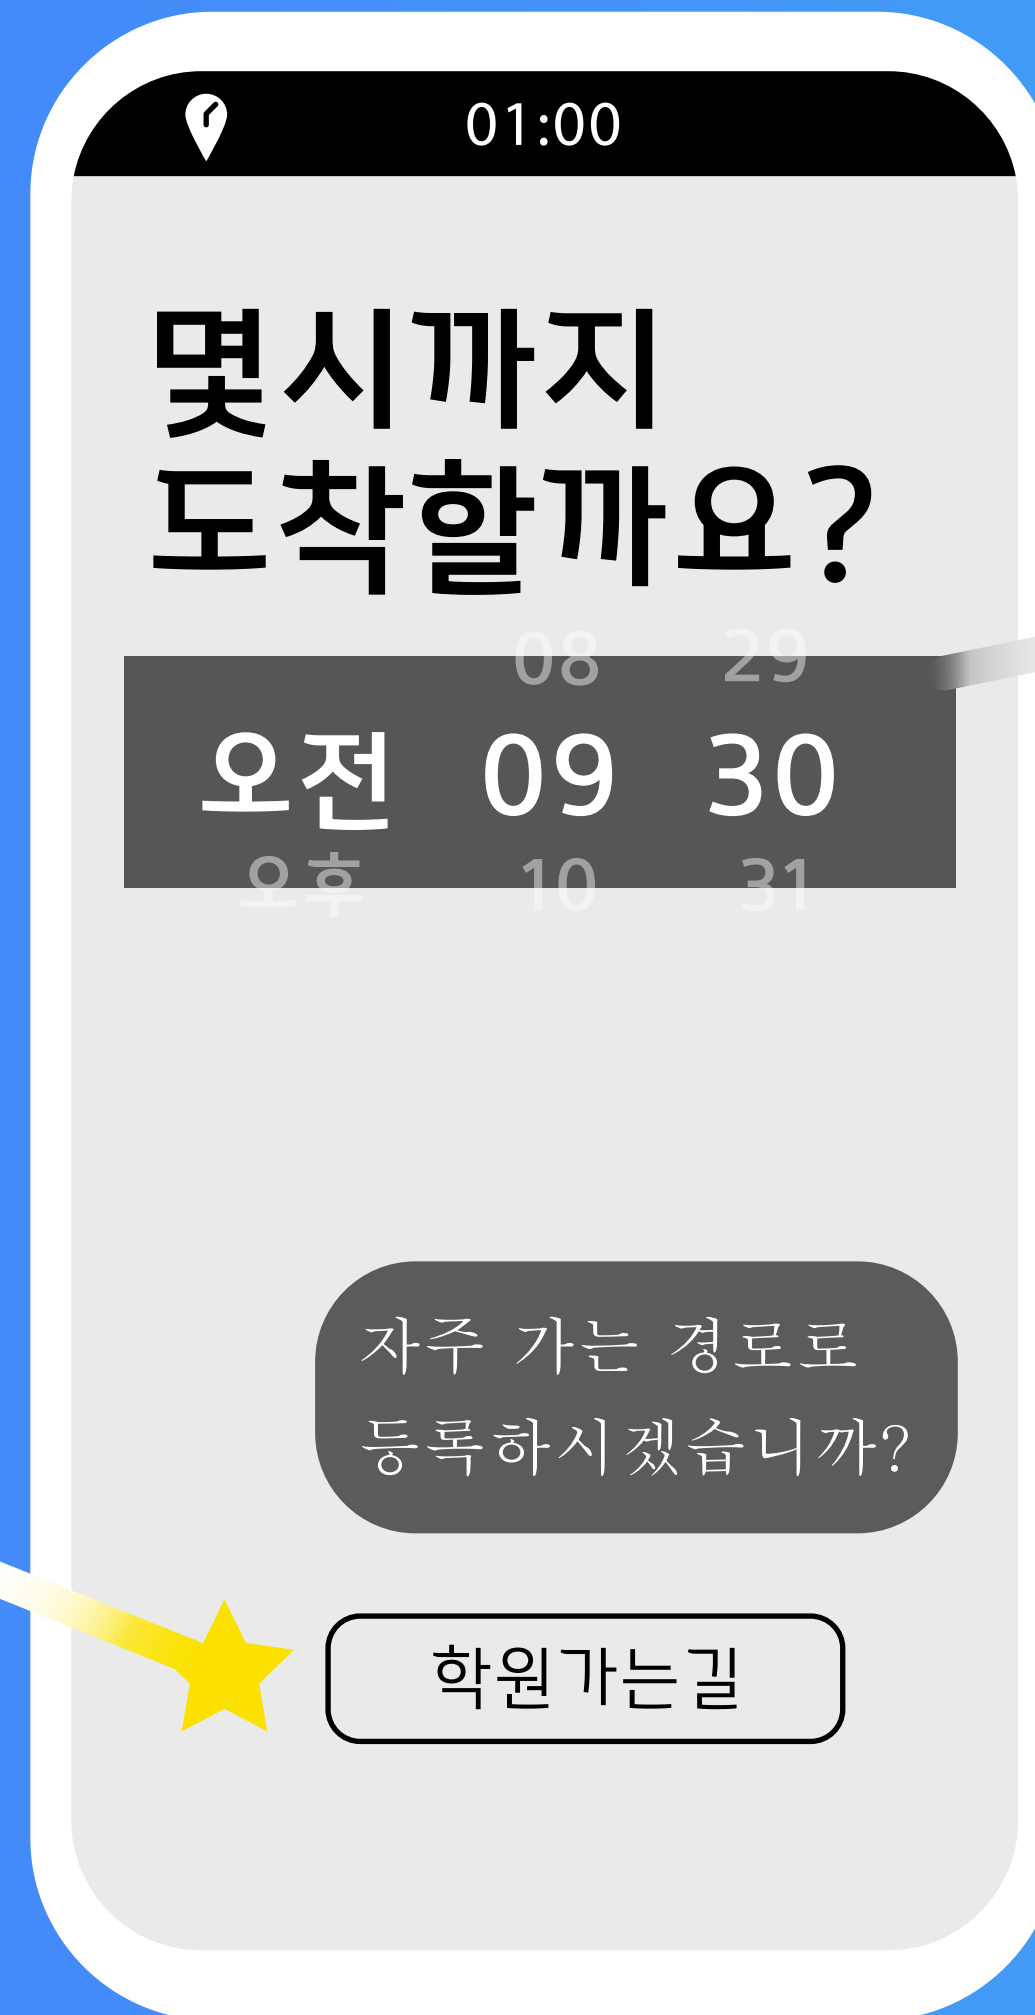 01:00
몇시까지
도착할까요?
08 29
오전 09 30
오후 10 31
자주 가는 경로로
등록하시겠습니까?
학원가는길